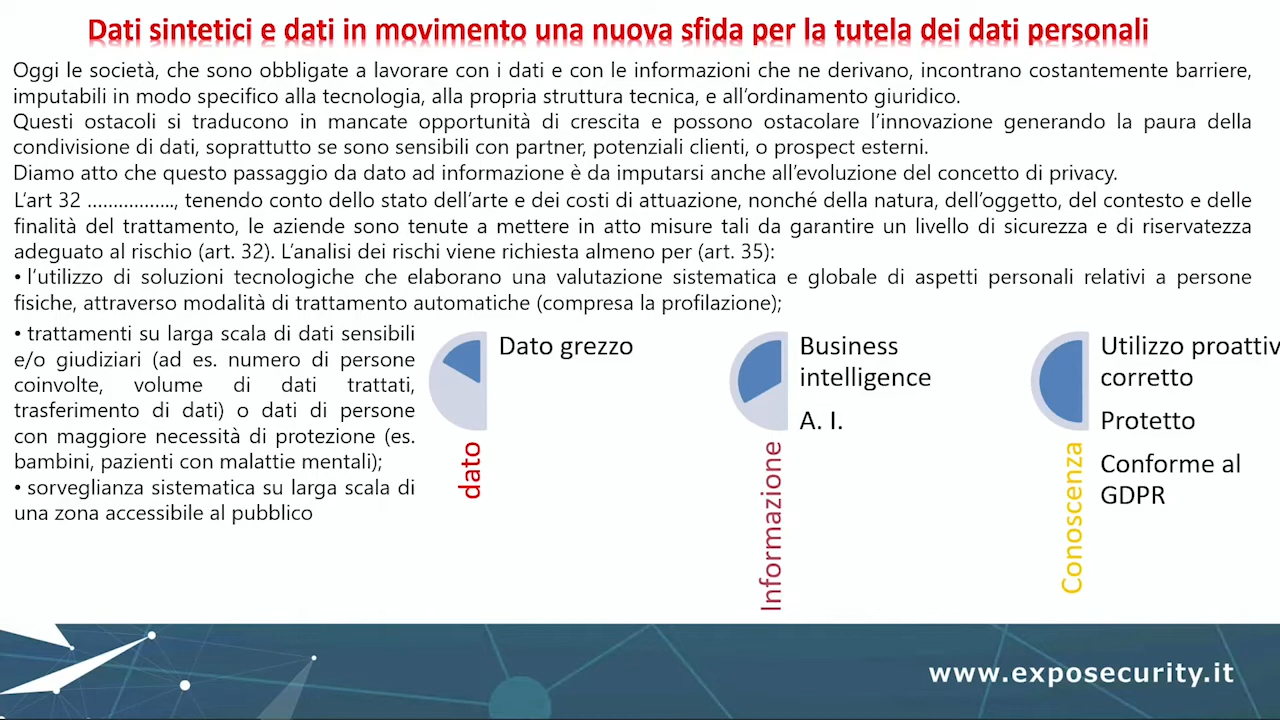 Dati sintetici e dati in movimento una nuova sfida per la tutela dei dati personali
Oggi le società, che sono obbligate a lavorare con i dati e con le informazioni che ne derivano, incontrano costantemente barriere,
imputabili in modo specifico alla tecnologia, alla propria struttura tecnica, e all’ordinamento giuridico.
Questi ostacoli si traducono in mancate opportunità di crescita e possono ostacolare l’innovazione generando la paura della
condivisione di dati, soprattutto se sono sensibili con partner, potenziali clienti, o prospect esterni.
Diamo atto che questo passaggio da dato ad informazione è da imputarsi anche all’evoluzione del concetto di privacy.
L’art 32 ................., tenendo conto dello stato dell’arte e dei costi di attuazione, nonché della natura, dell’oggetto, del contesto e delle
finalità del trattamento, le aziende sono tenute a mettere in atto misure tali da garantire un livello di sicurezza e di riservatezza
adeguato al rischio (art. 32). L’analisi dei rischi viene richiesta almeno per (art. 35):
• l’utilizzo di soluzioni tecnologiche che elaborano una valutazione sistematica e globale di aspetti personali relativi a persone
fisiche, attraverso modalità di trattamento automatiche (compresa la profilazione);
• trattamenti su larga scala di dati sensibili
e/o giudiziari (ad es. numero di persone
coinvolte, volume di dati trattati,
trasferimento di dati) o dati di persone
con maggiore necessità di protezione (es.
bambini, pazienti con malattie mentali);
• sorveglianza sistematica su larga scala di
una zona accessibile al pubblico
dato
Dato grezzo
Informazione
Business
intelligence
A. I.
Conoscenza
Utilizzo proattiv
corretto
Protetto
Conforme al
GDPR
www.exposecurity.it